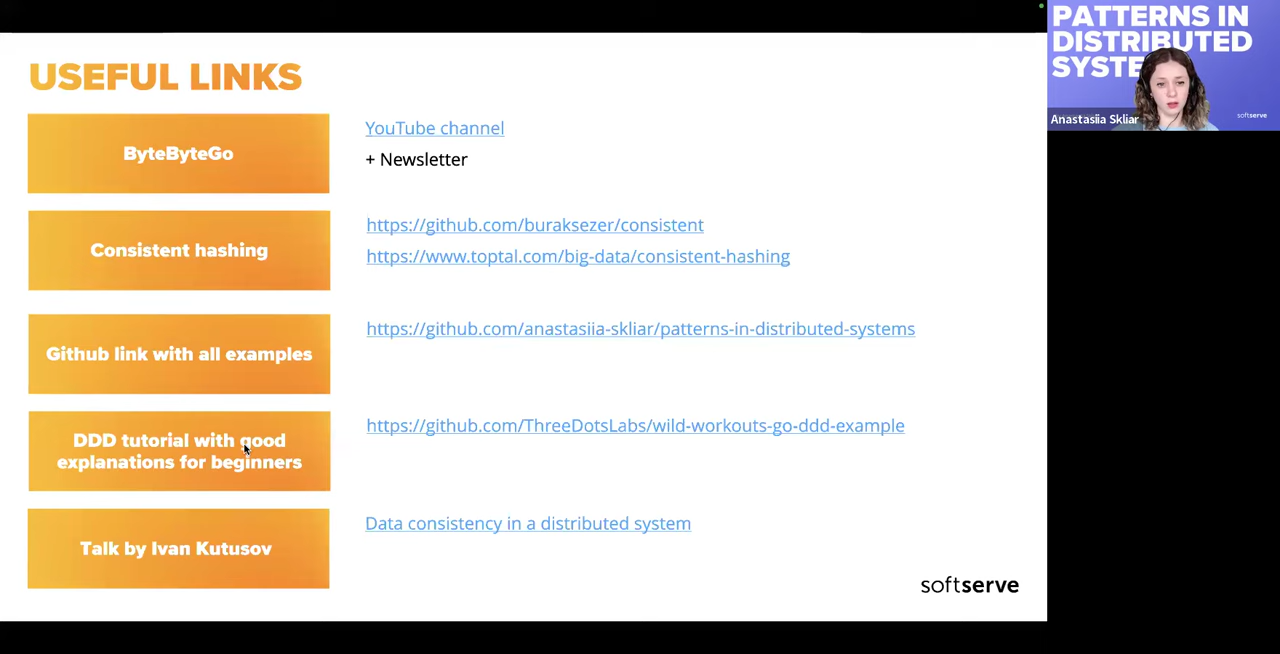 USEFUL LINKS
ByteByteGo
YouTube channel
+ Newsletter
Consistent hashing
https://github.com/buraksezer/consistent
https://www.toptal.com/big-data/consistent-hashing
Github link with all examples
https://github.com/anastasiia-skliar/patterns-in-distributed-systems
DDD tutorial with good
explanations for beginners
https://github.com/ThreeDotsLabs/wild-workouts-go-ddd-example
Talk by Ivan Kutusov
Data consistency in a distributed system
softserve
PATTERNS IN
DISTRIBUTED
SYSTE
Anastasiia Skliar
softserve